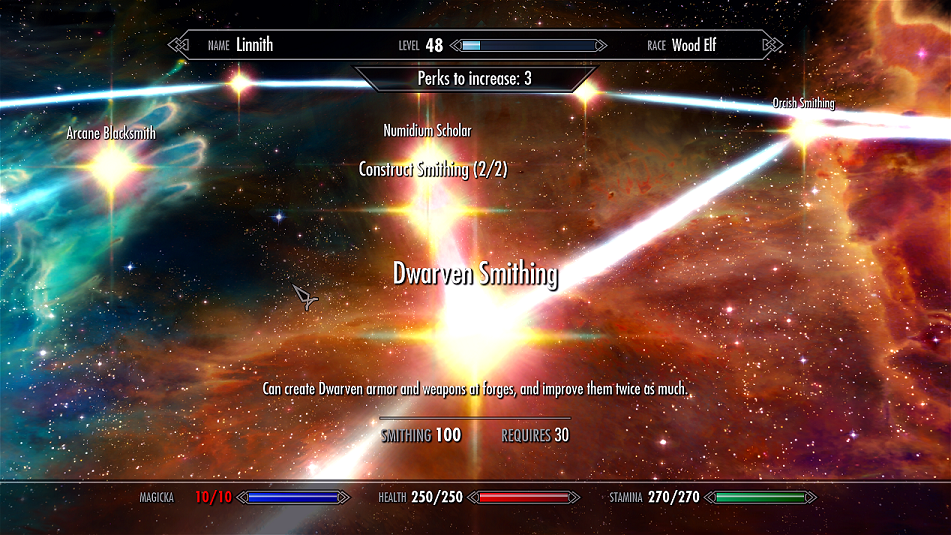 NAME Linnith LEVEL 48 RACE Wood Elf
Perks to increase: 3
Orcish Smithing
Arcane Blacksmith
Numidium Scholar
Construct Smithing (2/2)
Dwarven Smithing
Can create Dwarven armor and weapons at forges, and improve them twice as much.
SMITHING 100 REQUIRES 30
MAGICKA 10/10 HEALTH 250/250 STAMINA 270/270